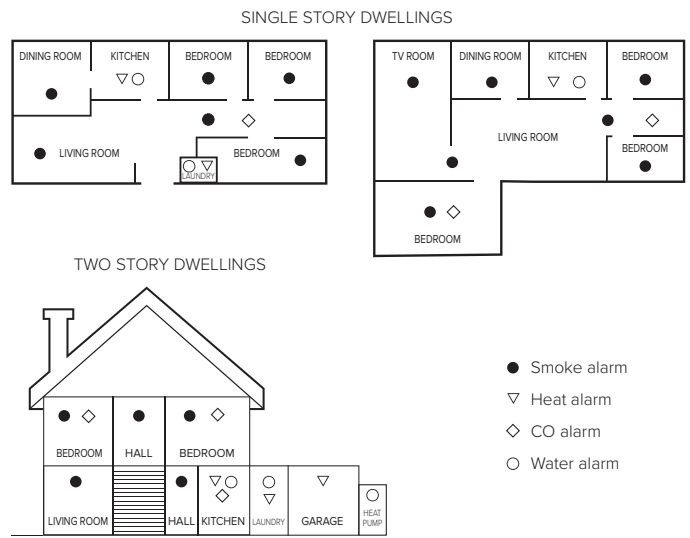 SINGLE STORY DWELLINGS
DINING ROOM
KITCHEN
BEDROOM
BEDROOM
LIVING ROOM
BEDROOM
LAUNDRY
TV ROOM
DINING ROOM
KITCHEN
BEDROOM
LIVING ROOM
BEDROOM
BEDROOM
TWO STORY DWELLINGS
BEDROOM
HALL
BEDROOM
LIVING ROOM
HALL
KITCHEN
LAUNDRY
GARAGE
HEAT
PUMP
Smoke alarm
Heat alarm
CO alarm
Water alarm